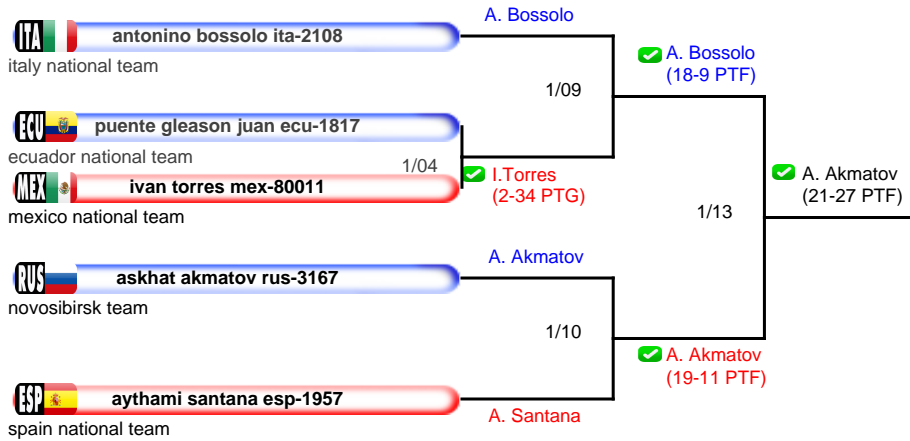 A. Bossolo
ITA antonino bossolo ita-2108
italy national team
A. Bossolo
(18-9 PTF)
1/09
ECU puente gleason juan ecu-1817
ecuador national team
1/04
I.Torres
(2-34 PTG)
MEX ivan torres mex-80011
mexico national team
A. Akmatov
(21-27 PTF)
1/13
A. Akmatov
RUS askhat akmatov rus-3167
novosibirsk team
1/10
A. Akmatov
(19-11 PTF)
ESP aythami santana esp-1957
A. Santana
spain national team